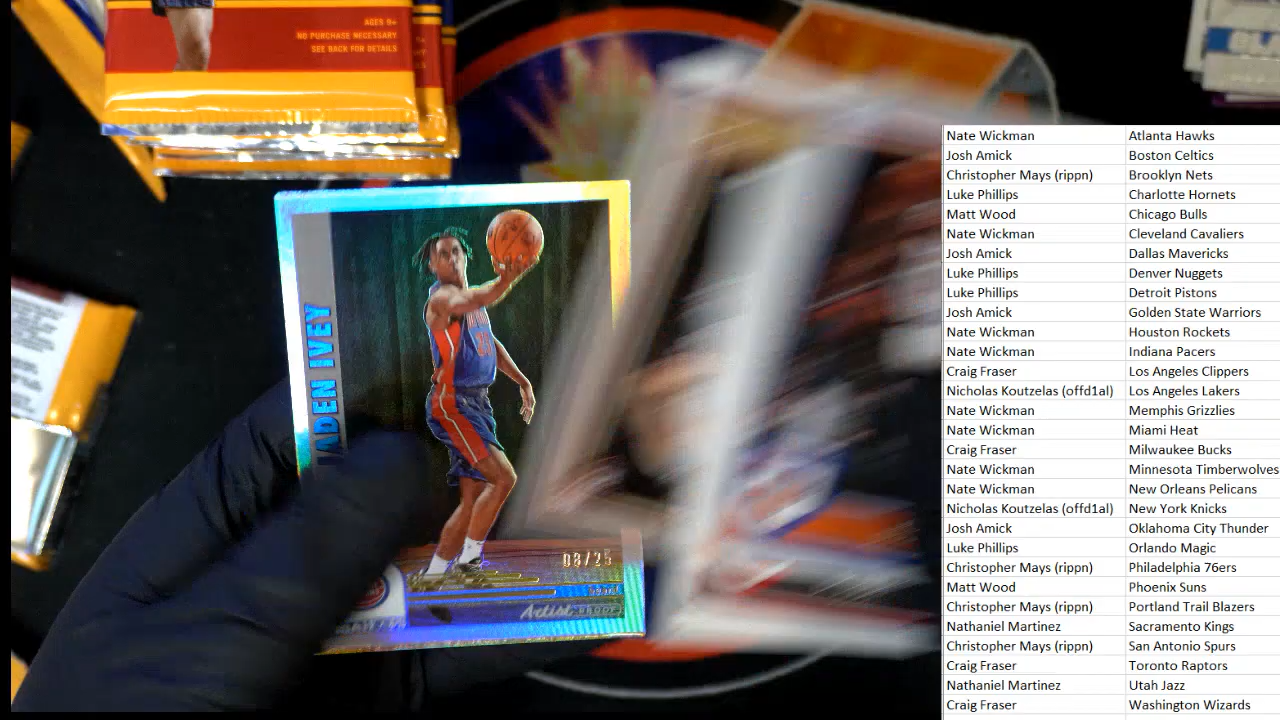 AGES 9+
NO PURCHASE NECESSARY
SEE BACK FOR DETAILS
JADEN IVEY
08/25
Artist PROOF
Nate Wickman Atlanta Hawks
Josh Amick Boston Celtics
Christopher Mays (rippn) Brooklyn Nets
Luke Phillips Charlotte Hornets
Matt Wood Chicago Bulls
Nate Wickman Cleveland Cavaliers
Josh Amick Dallas Mavericks
Luke Phillips Denver Nuggets
Luke Phillips Detroit Pistons
Josh Amick Golden State Warriors
Nate Wickman Houston Rockets
Nate Wickman Indiana Pacers
Craig Fraser Los Angeles Clippers
Nicholas Koutzelas (offd1al) Los Angeles Lakers
Nate Wickman Memphis Grizzlies
Nate Wickman Miami Heat
Craig Fraser Milwaukee Bucks
Nate Wickman Minnesota Timberwolves
Nate Wickman New Orleans Pelicans
Nicholas Koutzelas (offd1al) New York Knicks
Josh Amick Oklahoma City Thunder
Luke Phillips Orlando Magic
Christopher Mays (rippn) Philadelphia 76ers
Matt Wood Phoenix Suns
Christopher Mays (rippn) Portland Trail Blazers
Nathaniel Martinez Sacramento Kings
Christopher Mays (rippn) San Antonio Spurs
Craig Fraser Toronto Raptors
Nathaniel Martinez Utah Jazz
Craig Fraser Washington Wizards